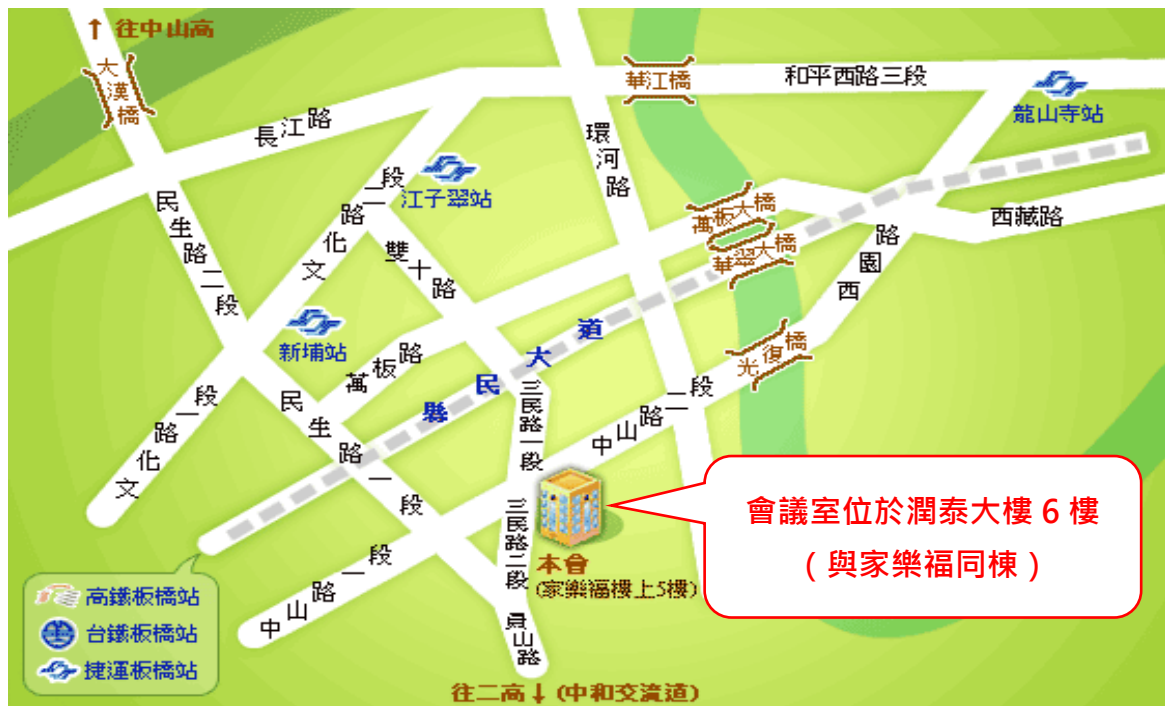 ↑ 往中山高
大漢橋
華江橋
和平西路三段
龍山寺站
長江路
環河路
江子翠站
文化路二段
民生路二段
雙十路
萬板大橋
華翠大橋
西藏路
西園路
新埔站
萬板路
縣民大道
光復橋
文化路一段
民生路一段
三民路一段
中山路二段
會議室位於潤泰大樓 6 樓
（與家樂福同棟）
三民路二段
本會
(家樂福樓上5樓)
中山路一段
員山路
高鐵板橋站
台鐵板橋站
捷運板橋站
往二高↓(中和交流道)